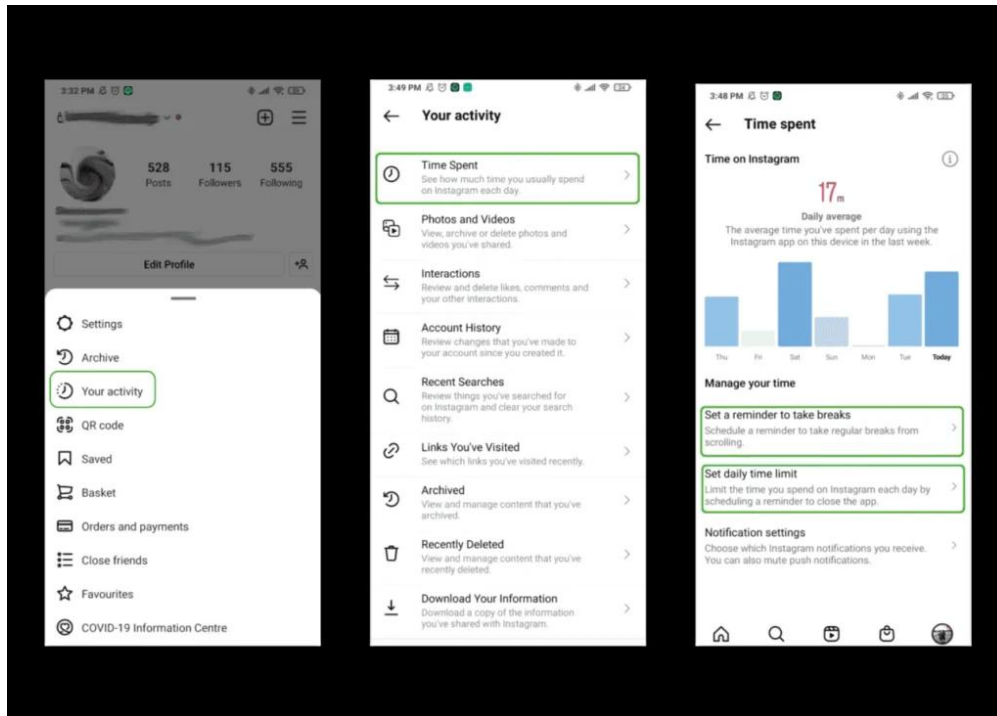 3:32 PM
528 115 555
Posts Followers Following
Edit Profile
Settings
Archive
Your activity
QR code
Saved
Basket
Orders and payments
Close friends
Favourites
COVID-19 Information Centre
3:49 PM
Your activity
Time Spent
See how much time you usually spend
on Instagram each day.
Photos and Videos
View, archive or delete photos and
videos you've shared.
Interactions
Review and delete likes, comments and
your other interactions.
Account History
Review changes that you've made to
your account since you created it.
Recent Searches
Review things you've searched for
on Instagram and clear your search
history.
Links You've Visited
See which links you've visited recently.
Archived
View and manage content that you've
archived.
Recently Deleted
View and manage content that you've
recently deleted.
Download Your Information
Download a copy of the information
you've shared with Instagram.
3:48 PM
Time spent
Time on Instagram
17m
Daily average
The average time you've spent per day using the
Instagram app on this device in the last week.
Thu Fri Sat Sun Mon Tue Today
Manage your time
Set a reminder to take breaks
Schedule a reminder to take regular breaks from
scrolling.
Set daily time limit
Limit the time you spend on Instagram each day by
scheduling a reminder to close the app.
Notification settings
Choose which Instagram notifications you receive.
You can also mute push notifications.